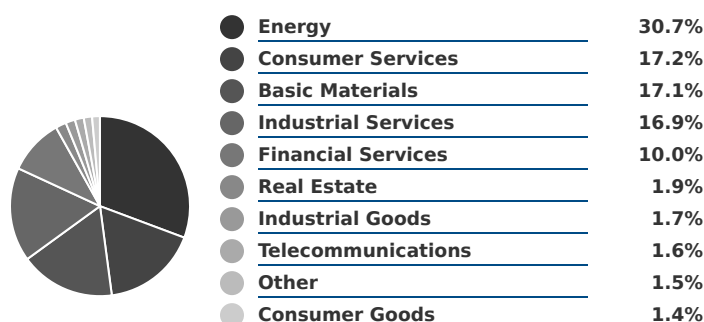 Energy 30.7%
Consumer Services 17.2%
Basic Materials 17.1%
Industrial Services 16.9%
Financial Services 10.0%
Real Estate 1.9%
Industrial Goods 1.7%
Telecommunications 1.6%
Other 1.5%
Consumer Goods 1.4%